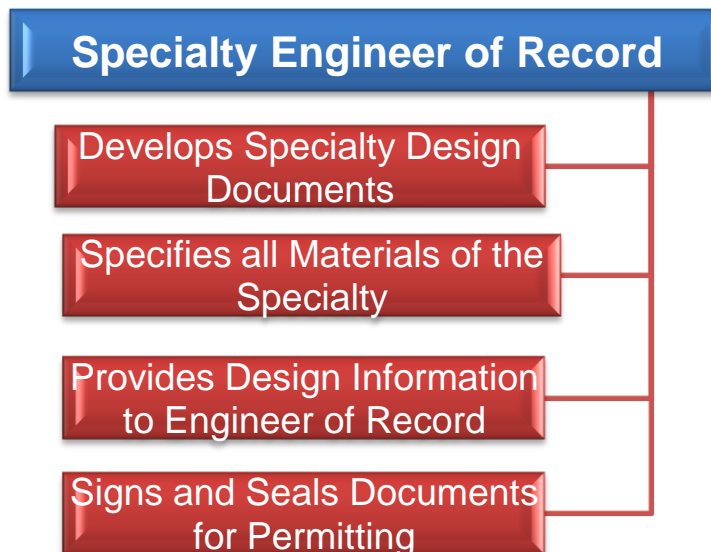 Specialty Engineer of Record
Develops Specialty Design
Documents
Specifies all Materials of the
Specialty
Provides Design Information
to Engineer of Record
Signs and Seals Documents
for Permitting